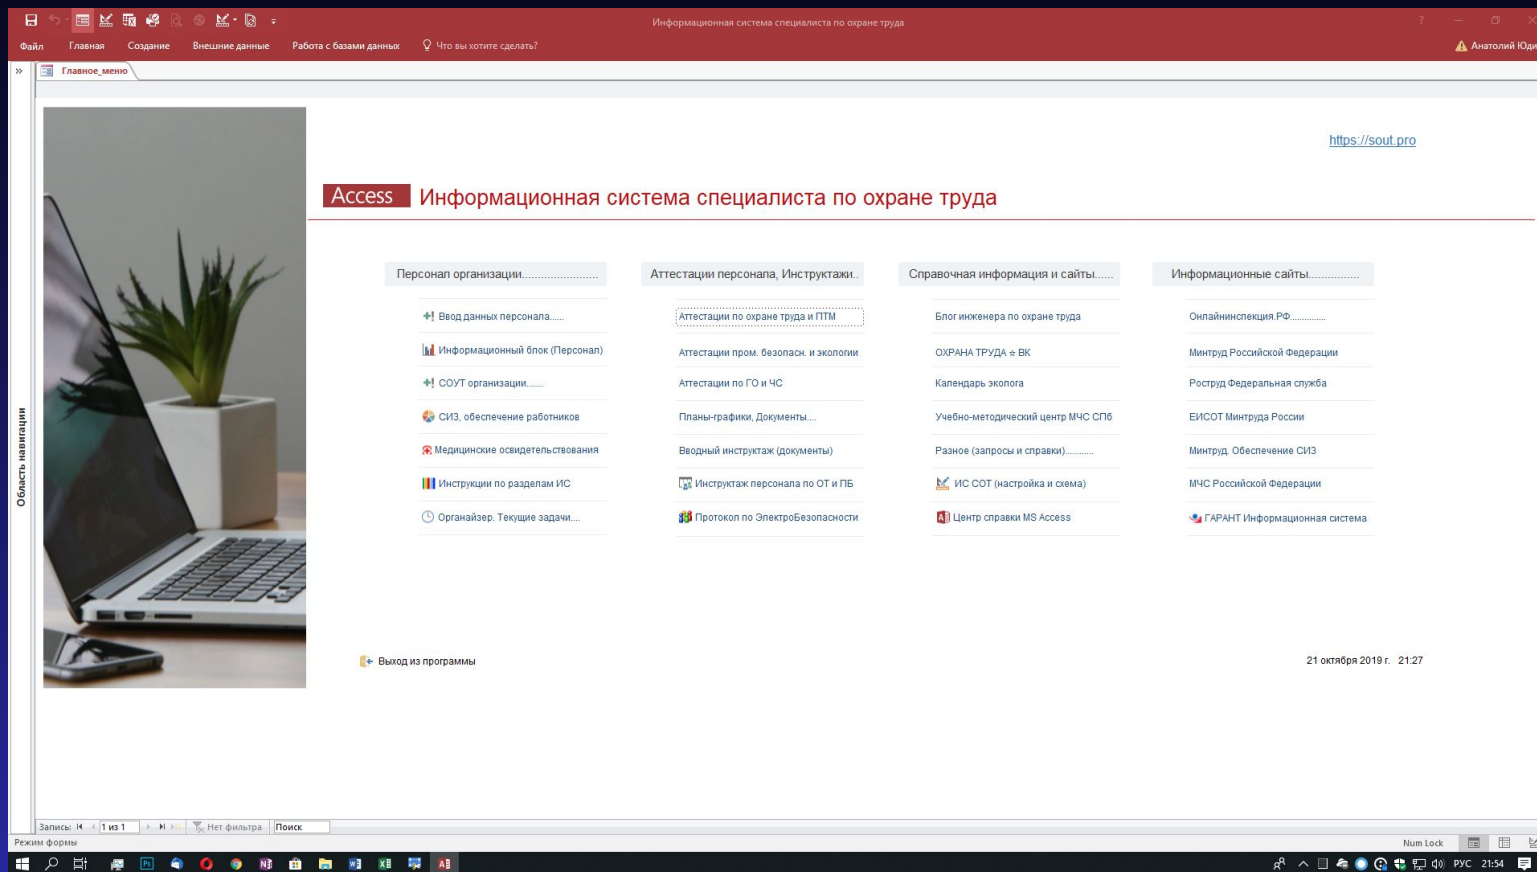 Информационная система специалиста по охране труда
Файл Главная Создание Внешние данные Работа с базами данных Что вы хотите сделать?
Анатолий Юди
Главное_меню
https://sout.pro
Access Информационная система специалиста по охране труда
Персонал организации........................
Ввод данных персонала......
Информационный блок (Персонал)
СОУТ организации.......
СИЗ, обеспечение работников
Медицинские освидетельствования
Инструкции по разделам ИС
Органайзер. Текущие задачи....
Аттестации персонала, Инструктажи..
Аттестации по охране труда и ПТМ
Аттестации пром. безопасн. и экологии
Аттестации по ГО и ЧС
Планы-графики, Документы....
Вводный инструктаж (документы)
Инструктаж персонала по ОТ и ПБ
Протокол по ЭлектроБезопасности
Справочная информация и сайты......
Блог инженера по охране труда
ОХРАНА ТРУДА ☆ ВК
Календарь эколога
Учебно-методический центр МЧС СПб
Разное (запросы и справки)...........
ИС СОТ (настройка и схема)
Центр справки MS Access
Информационные сайты................
Онлайнинспекция.РФ..............
Минтруд Российской Федерации
Роструд Федеральная служба
ЕИСОТ Минтруда России
Минтруд. Обеспечение СИЗ
МЧС Российской Федерации
ГАРАНТ Информационная система
Область навигации
Выход из программы
21 октября 2019 г. 21:27
Запись: 1 из 1 Нет фильтра Поиск
Режим формы
Num Lock
РУС 21:54